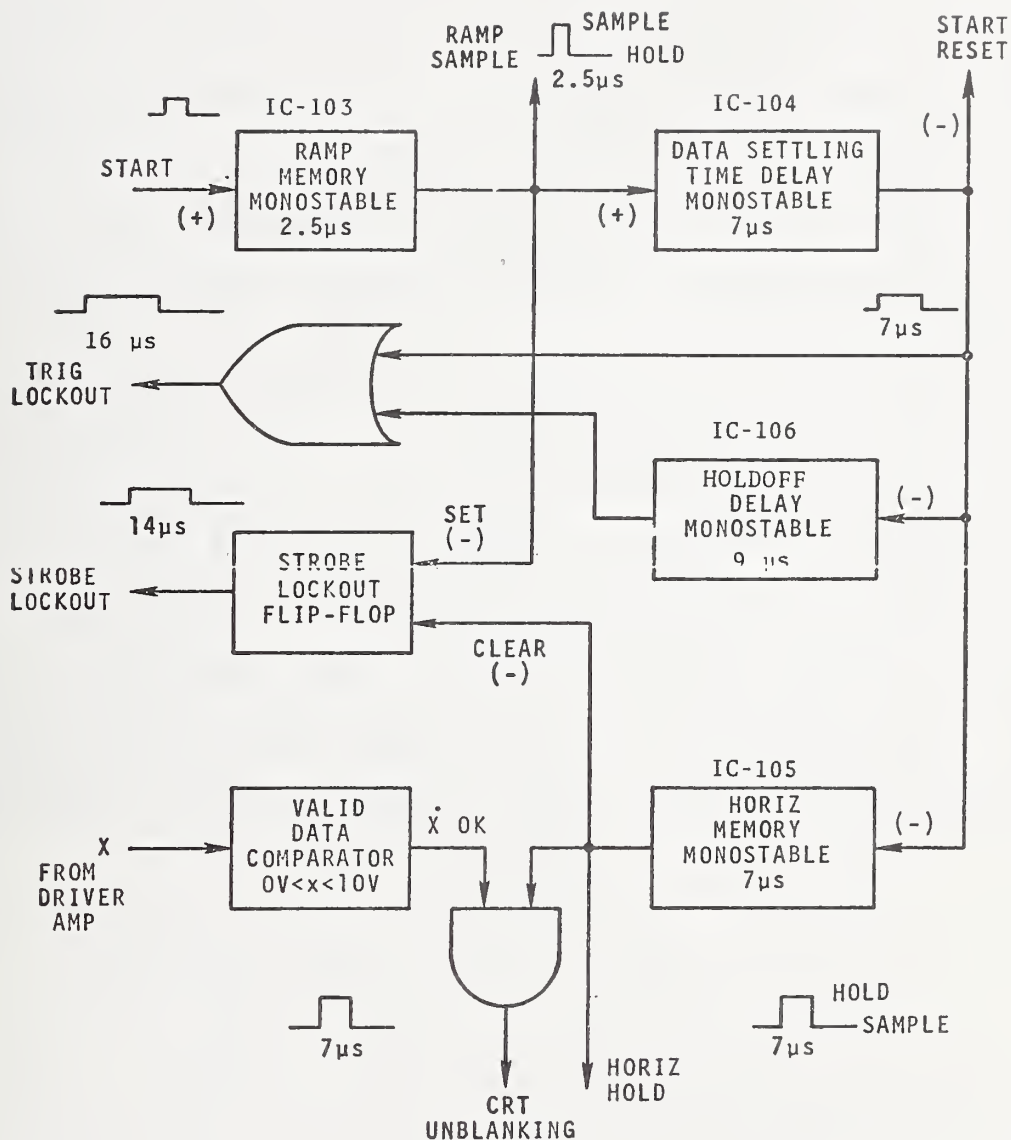 RAMP
SAMPLE
SAMPLE
HOLD
2.5µs
START
RESET
IC-103
START
(+)
RAMP
MEMORY
MONOSTABLE
2.5µs
IC-104
(+)
DATA SETTLING
TIME DELAY
MONOSTABLE
7µs
(-)
16 µs
7µs
TRIG
LOCKOUT
IC-106
HOLDOFF
DELAY
MONOSTABLE
9 µs
(-)
14µs
SET
(-)
STROBE
LOCKOUT
STROBE
LOCKOUT
FLIP-FLOP
CLEAR
(-)
IC-105
X
FROM
DRIVER
AMP
VALID
DATA
COMPARATOR
0V<x<10V
X OK
HORIZ
MEMORY
MONOSTABLE
7µs
(-)
7µs
HOLD
SAMPLE
7µs
HORIZ
HOLD
CRT
UNBLANKING